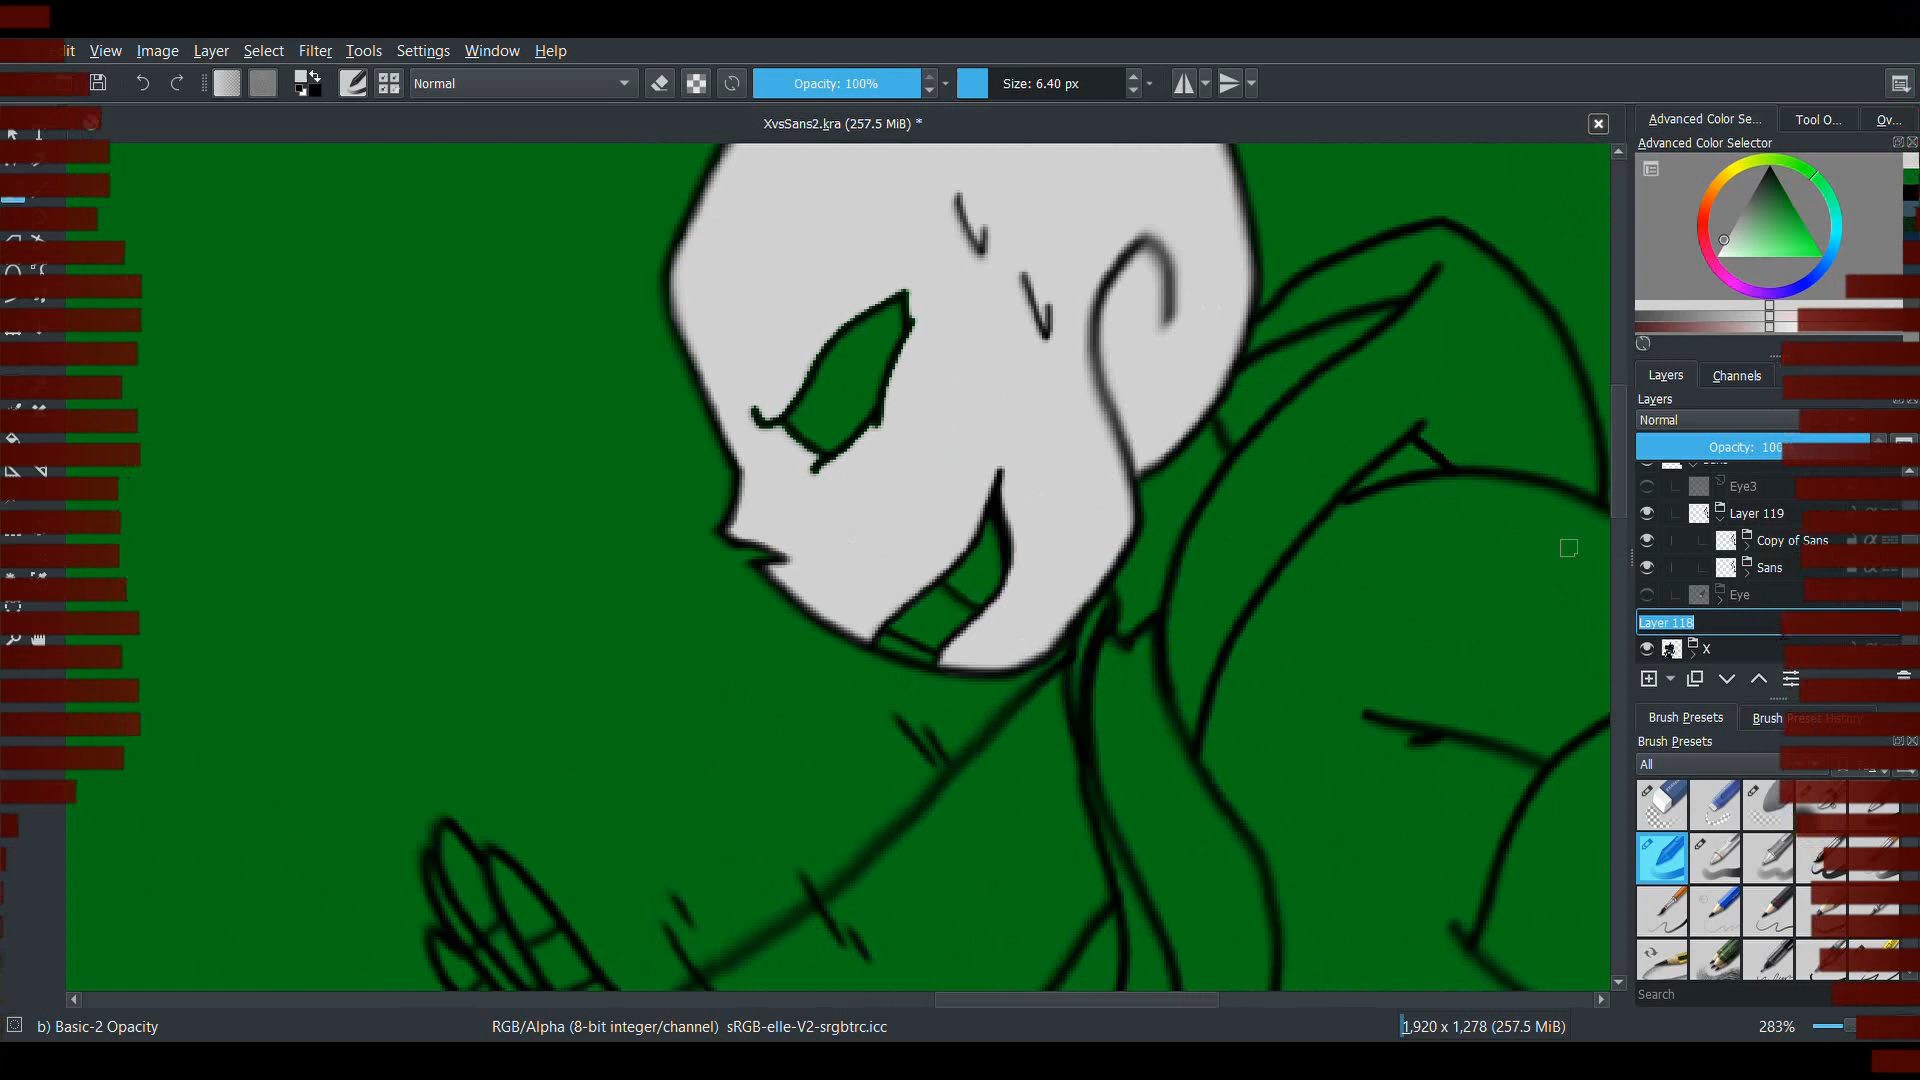 dit View Image Layer Select Filter Tools Settings Window Help
Normal Opacity: 100% Size: 6.40 px
XvsSans2.kra (257.5 MiB) *
Advanced Color Se... Tool O... Ov...
Advanced Color Selector
Layers Channels
Layers
Normal
Opacity: 100
Eye3
Layer 119
Copy of Sans
Sans
Eye
Layer 118
X
Brush Presets Brush Preset History
Brush Presets
All
Search
b) Basic-2 Opacity RGB/Alpha (8-bit integer/channel) sRGB-elle-V2-srgbtrc.icc 1,920 x 1,278 (257.5 MiB) 283%